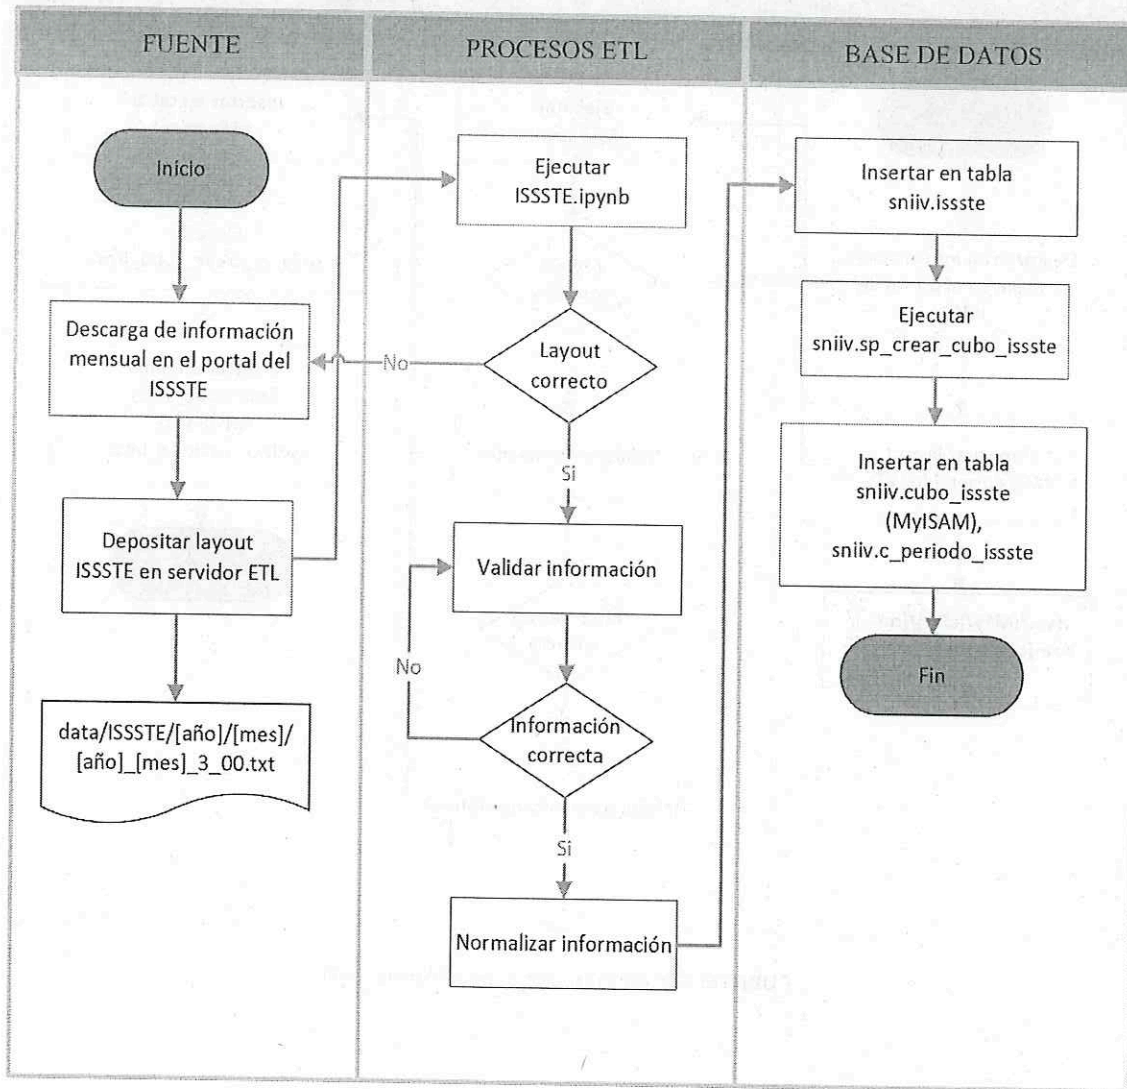 FUENTE
PROCESOS ETL
BASE DE DATOS
Inicio
Descarga de información
mensual en el portal del
ISSSTE
Depositar layout
ISSSTE en servidor ETL
data/ISSSTE/[año]/[mes]/
[año]_[mes]_3_00.txt
Ejecutar
ISSSTE.ipynb
Layout
correcto
No
Si
Validar información
No
Información
correcta
Si
Normalizar información
Insertar en tabla
sniiv.issste
Ejecutar
sniiv.sp_crear_cubo_issste
Insertar en tabla
sniiv.cubo_issste
(MyISAM),
sniiv.c_periodo_issste
Fin